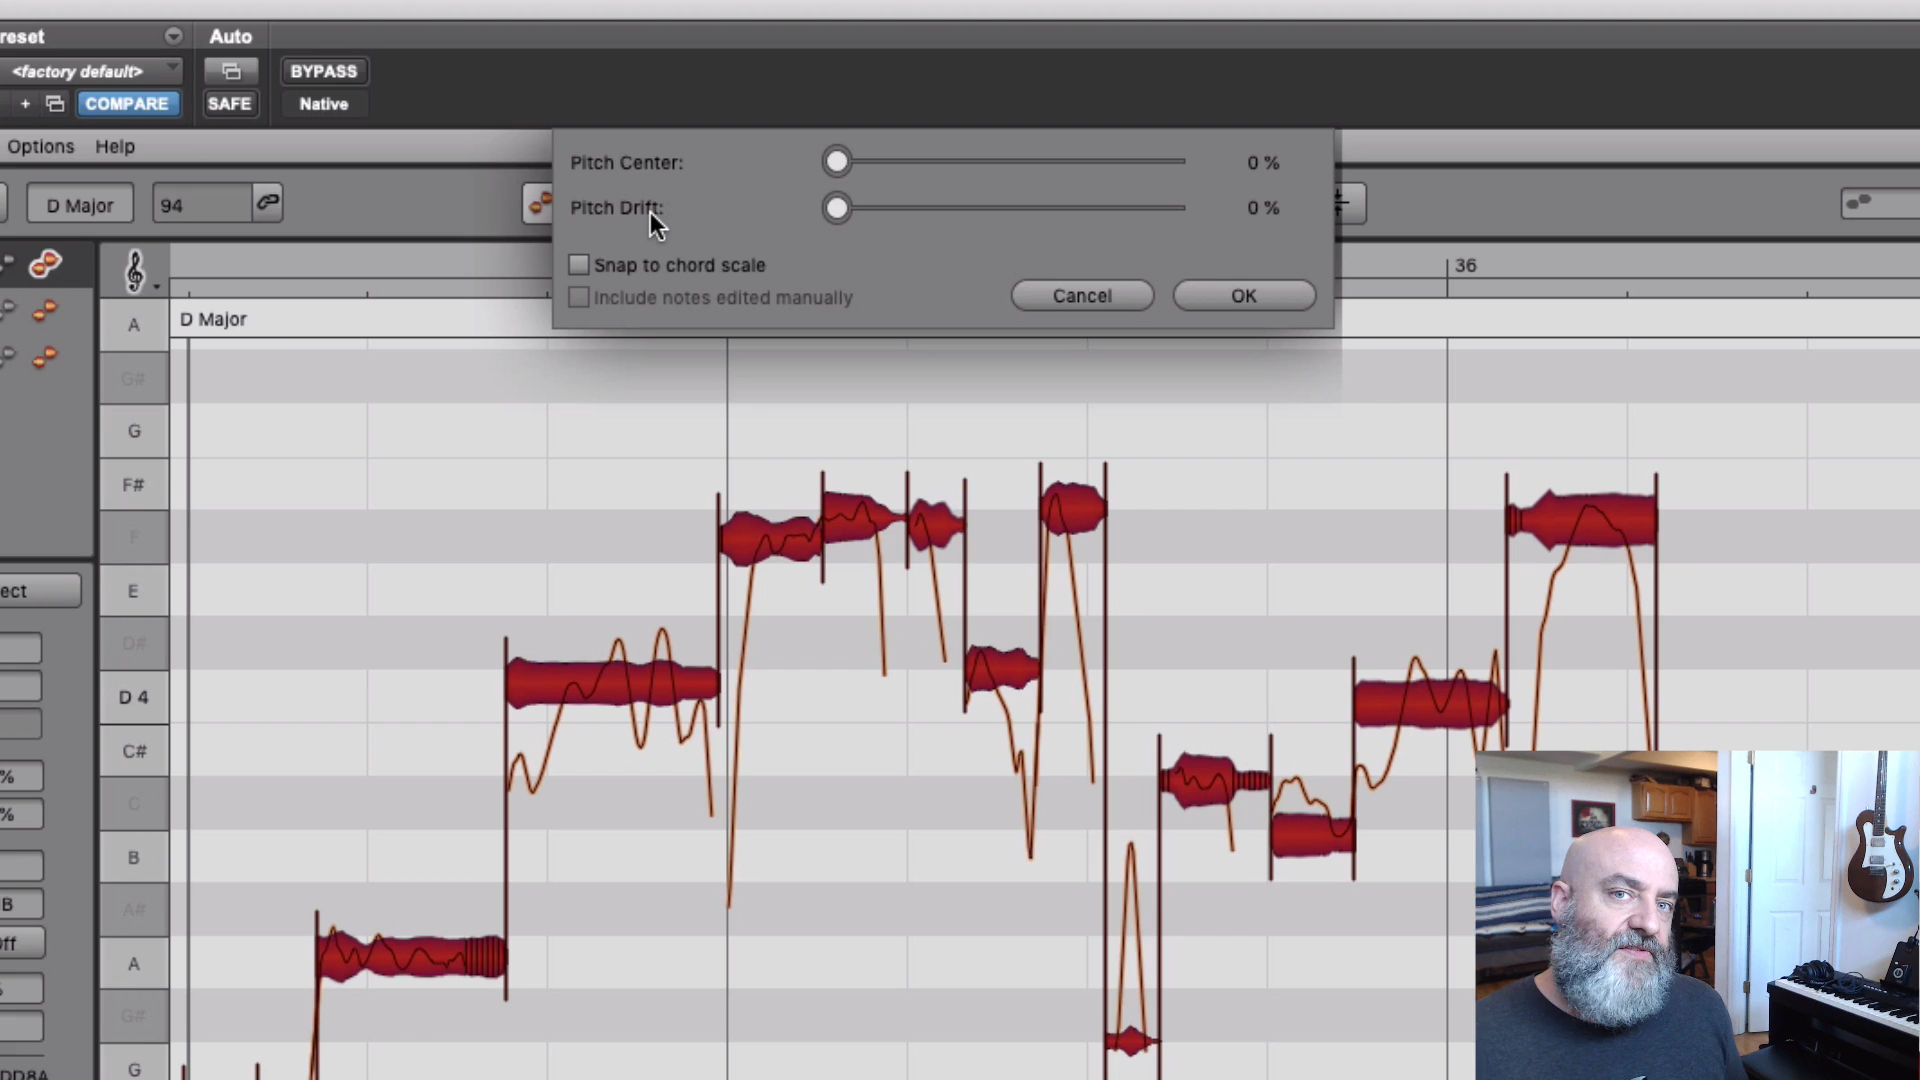 reset
Auto
<factory default>
BYPASS
+
COMPARE
SAFE
Native
Options
Help
Pitch Center:
0 %
D Major
94
Pitch Drift:
0 %
Snap to chord scale
Include notes edited manually
Cancel
OK
36
A
D Major
G#
G
F#
F
E
ect
D#
D 4
C#
%
C
%
B
B
A#
ff
A
G#
G
DD8A